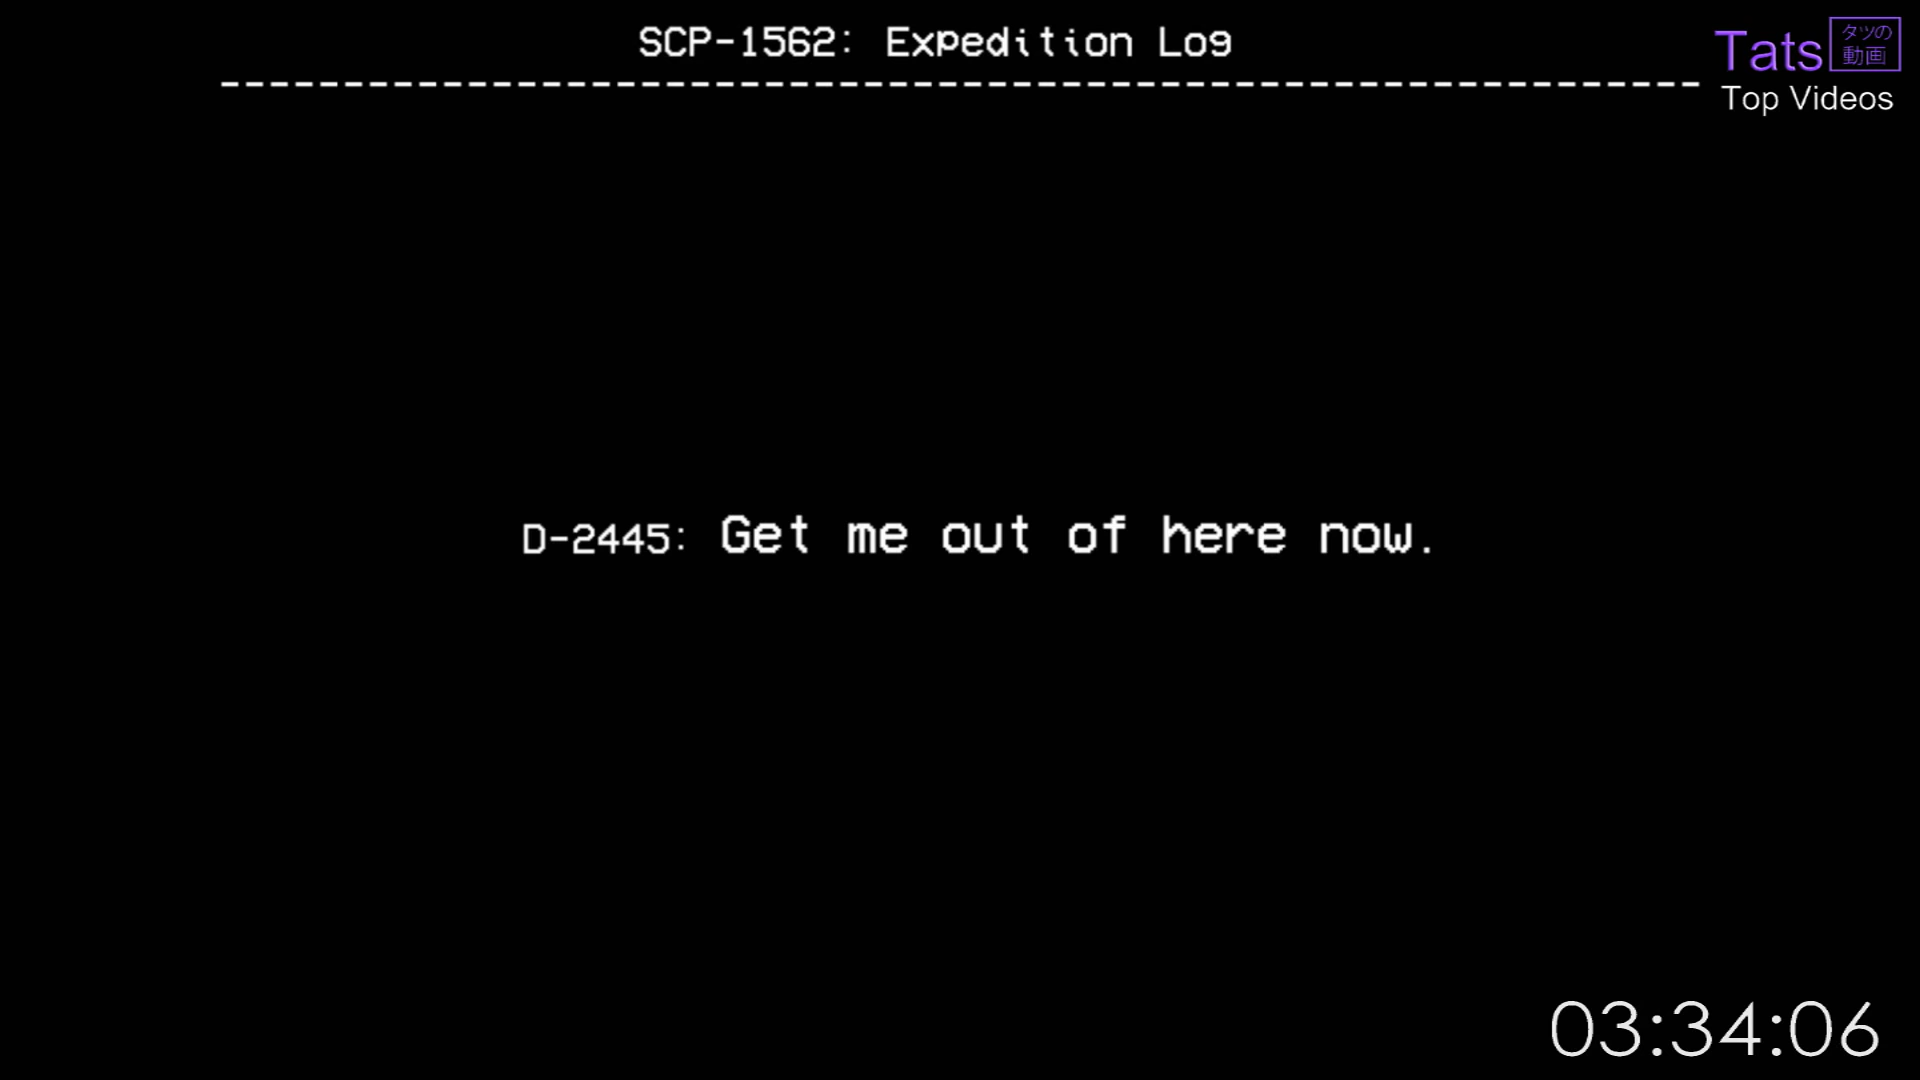 SCP-1562: Expedition Log
--------------------------------------------------
Tats タツの
動画
Top Videos
D-2445: Get me out of here now.
03:34:06